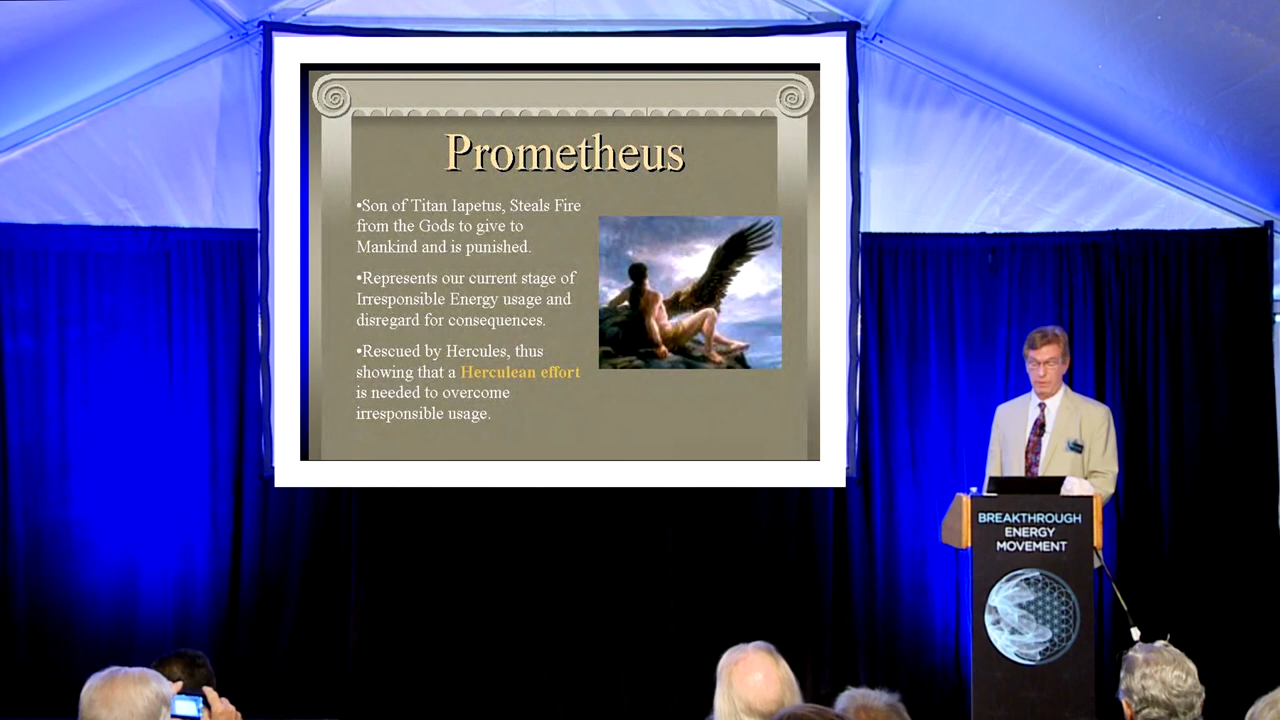 Prometheus
•Son of Titan Iapetus, Steals Fire
from the Gods to give to
Mankind and is punished.
•Represents our current stage of
Irresponsible Energy usage and
disregard for consequences.
•Rescued by Hercules, thus
showing that a Herculean effort
is needed to overcome
irresponsible usage.
BREAKTHROUGH
ENERGY
MOVEMENT